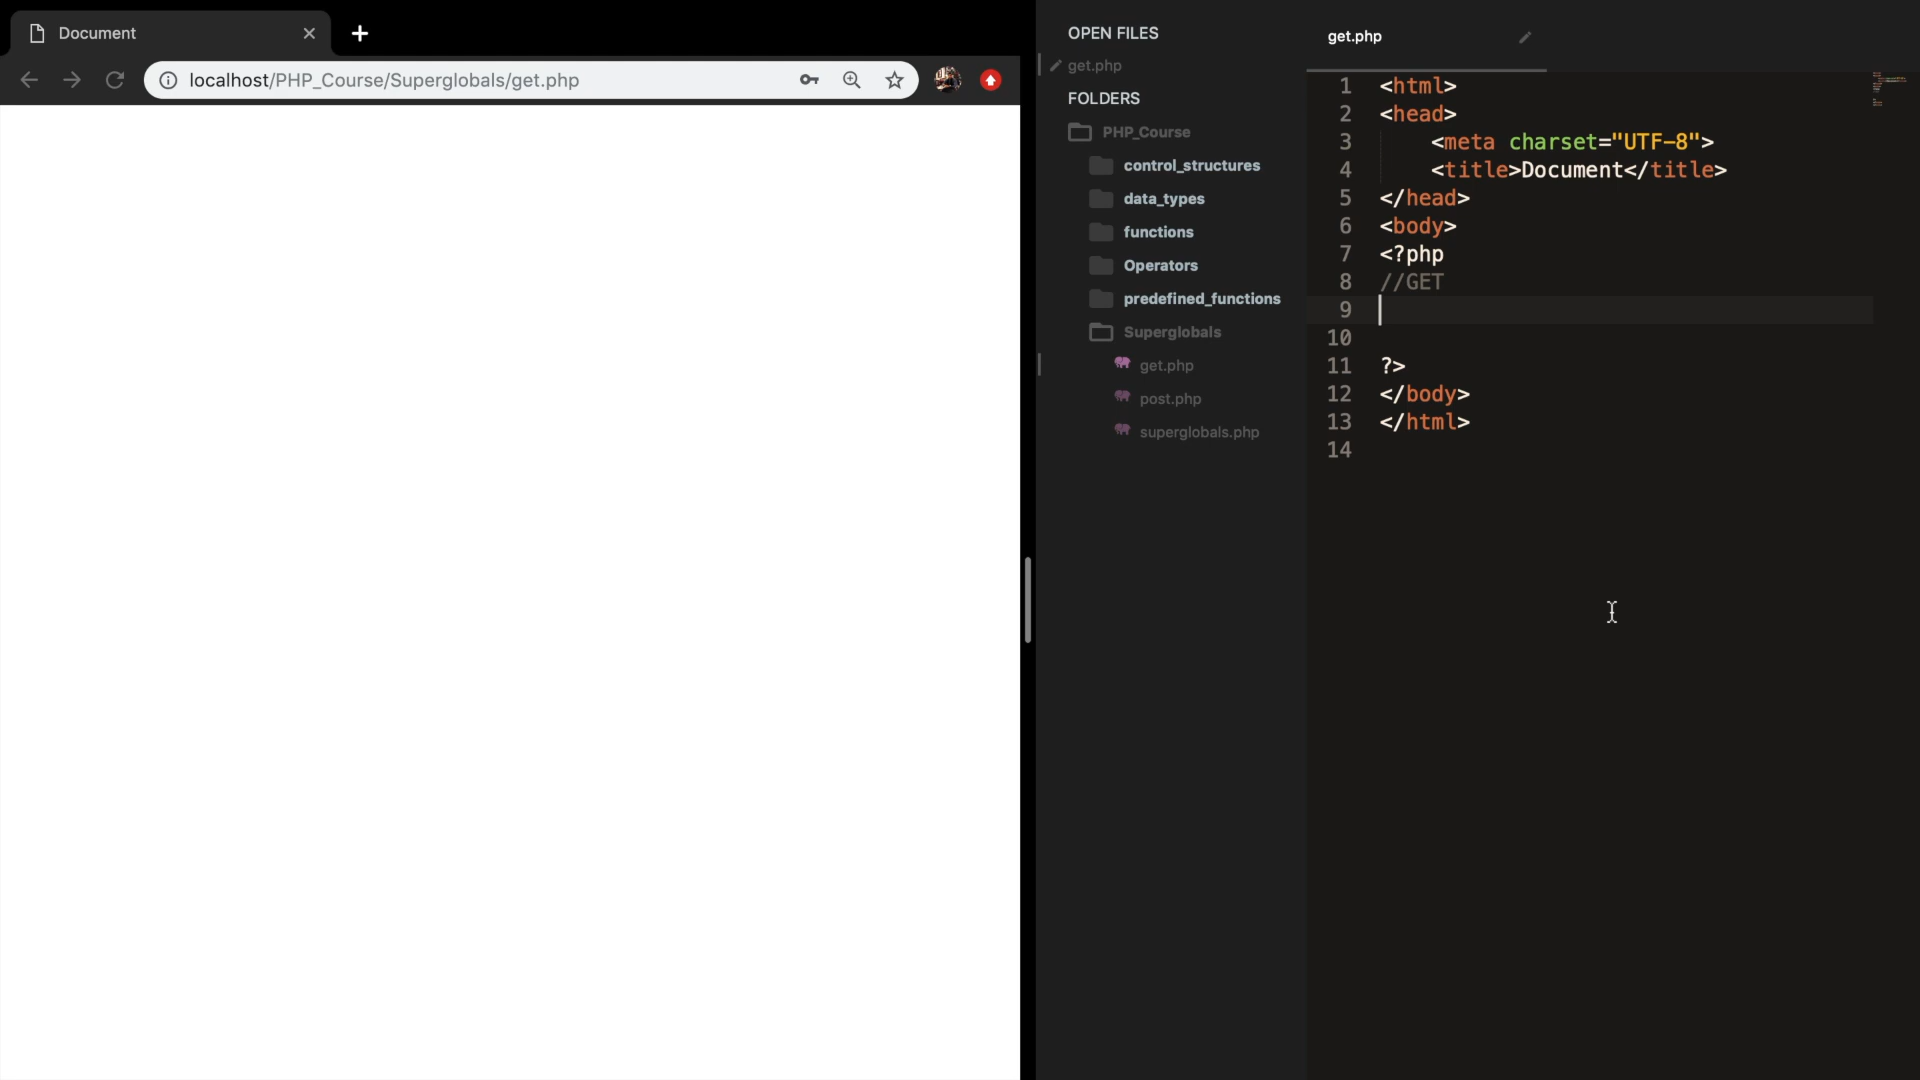 Document
localhost/PHP_Course/Superglobals/get.php
OPEN FILES
get.php
FOLDERS
PHP_Course
control_structures
data_types
functions
Operators
predefined_functions
Superglobals
get.php
post.php
superglobals.php
get.php
1 <html>
2 <head>
3 <meta charset="UTF-8">
4 <title>Document</title>
5 </head>
6 <body>
7 <?php
8 //GET
9
10
11 ?>
12 </body>
13 </html>
14